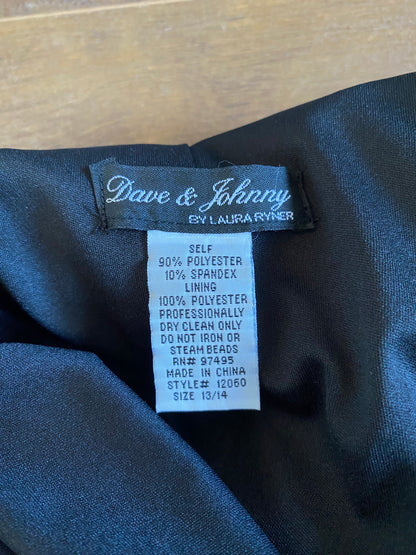 Dave & Johnny
BY LAURA RYNER
SELF
90% POLYESTER
10% SPANDEX
LINING
100% POLYESTER
PROFESSIONALLY
DRY CLEAN ONLY
DO NOT IRON OR
STEAM BEADS
RN# 97495
MADE IN CHINA
STYLE# 12060
SIZE 13/14